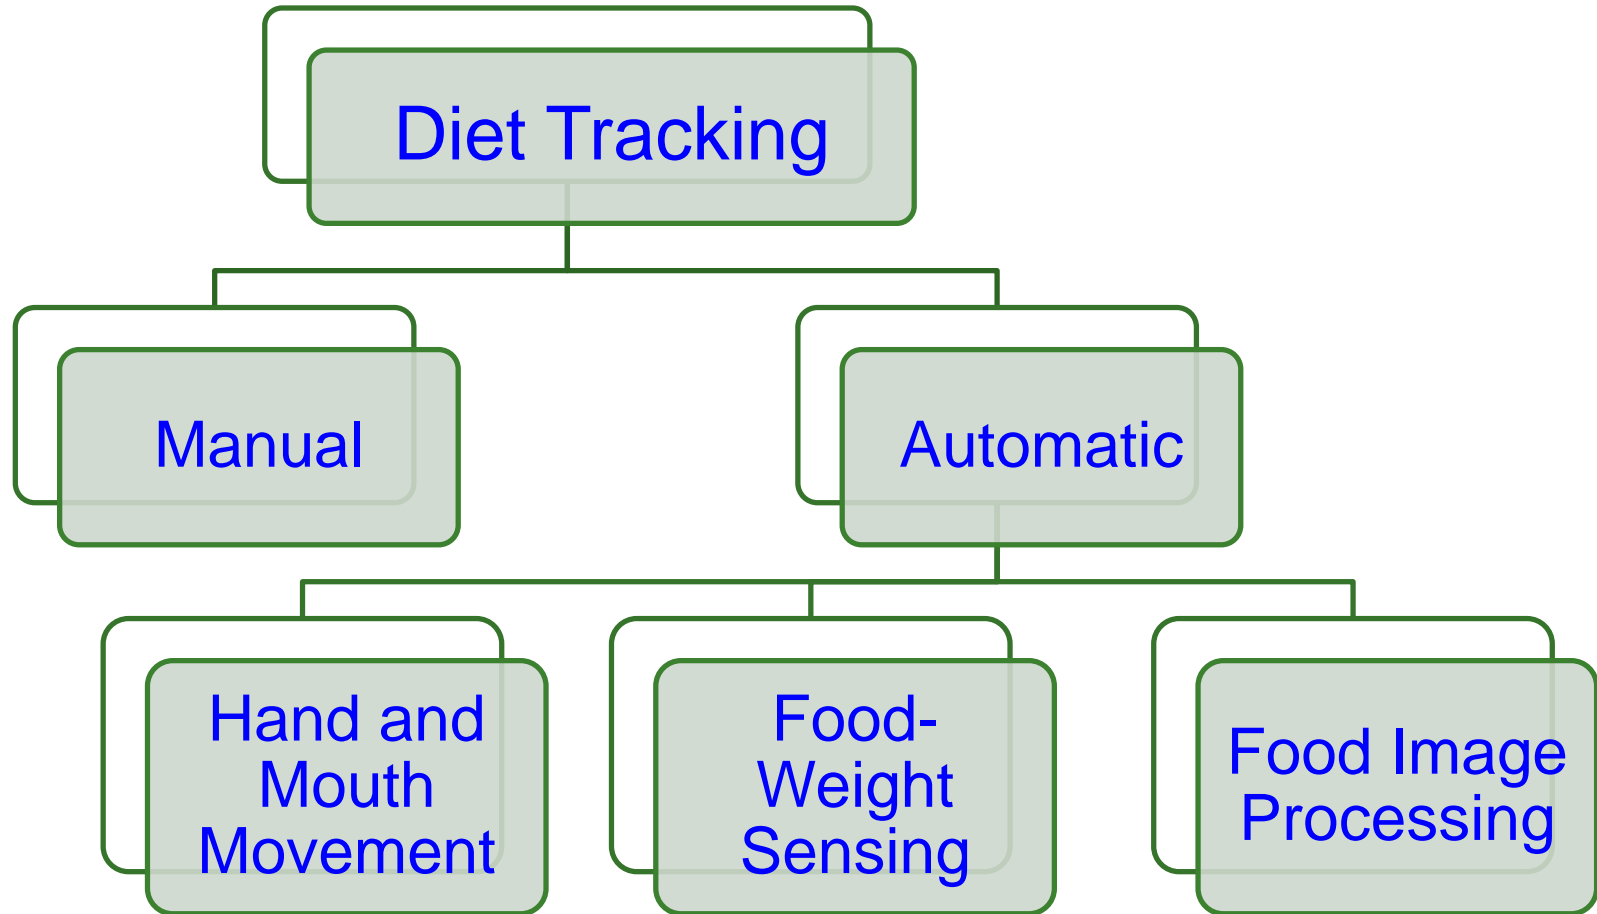 Diet Tracking
Manual
Automatic
Hand and
Mouth
Movement
Food-
Weight
Sensing
Food Image
Processing